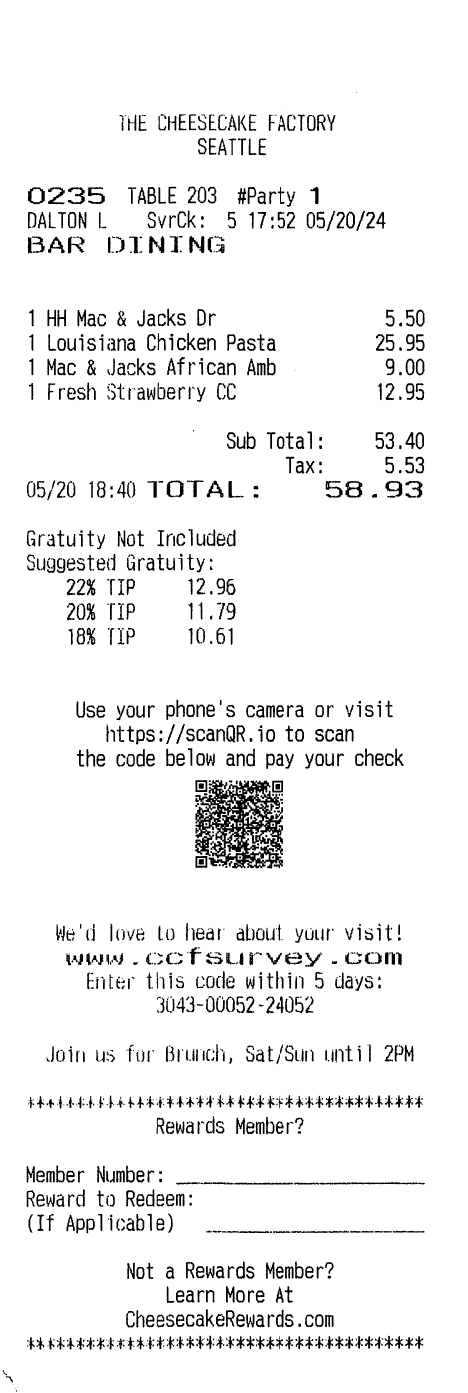 THE CHEESECAKE FACTORY
SEATTLE
0235 TABLE 203 #Party 1
DALTON L SvrCk: 5 17:52 05/20/24
BAR DINING
1 HH Mac & Jacks Dr 5.50
1 Louisiana Chicken Pasta 25.95
1 Mac & Jacks African Amb 9.00
1 Fresh Strawberry CC 12.95
Sub Total: 53.40
Tax: 5.53
05/20 18:40 TOTAL: 58.93
Gratuity Not Included
Suggested Gratuity:
22% TIP 12.96
20% TIP 11.79
18% TIP 10.61
Use your phone's camera or visit
https://scanQR.io to scan
the code below and pay your check
We'd love to hear about your visit!
www.ccfsurvey.com
Enter this code within 5 days:
3043-00052-24052
Join us for Brunch, Sat/Sun until 2PM
****************************************
Rewards Member?
Member Number: ____________________
Reward to Redeem:
(If Applicable) ____________________
Not a Rewards Member?
Learn More At
CheesecakeRewards.com
****************************************